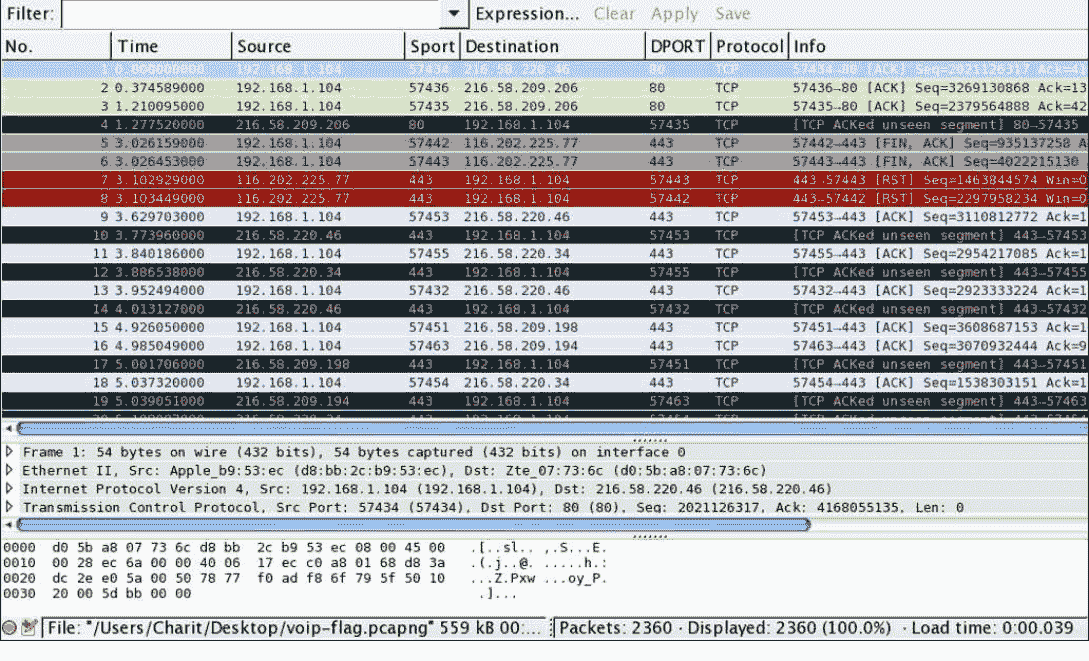 Filter: Expression... Clear Apply Save
No. Time Source Sport Destination DPORT Protocol Info
1 0.000000000 192.168.1.104 57434 216.58.220.46 80 TCP 57434→80 [ACK] Seq=2021126317 Ack=41
2 0.374589000 192.168.1.104 57436 216.58.209.206 80 TCP 57436→80 [ACK] Seq=3269130868 Ack=13
3 1.210095000 192.168.1.104 57435 216.58.209.206 80 TCP 57435→80 [ACK] Seq=2379564888 Ack=42
4 1.277520000 216.58.209.206 80 192.168.1.104 57435 TCP [TCP ACKed unseen segment] 80→57435
5 3.026159000 192.168.1.104 57442 116.202.225.77 443 TCP 57442→443 [FIN, ACK] Seq=935137258 A
6 3.026453000 192.168.1.104 57443 116.202.225.77 443 TCP 57443→443 [FIN, ACK] Seq=4022215130
7 3.102929000 116.202.225.77 443 192.168.1.104 57443 TCP 443→57443 [RST] Seq=1463844574 Win=0
8 3.103449000 116.202.225.77 443 192.168.1.104 57442 TCP 443→57442 [RST] Seq=2297958234 Win=0
9 3.629703000 192.168.1.104 57453 216.58.220.46 443 TCP 57453→443 [ACK] Seq=3110812772 Ack=1
10 3.773960000 216.58.220.46 443 192.168.1.104 57453 TCP [TCP ACKed unseen segment] 443→57453
11 3.840186000 192.168.1.104 57455 216.58.220.34 443 TCP 57455→443 [ACK] Seq=2954217085 Ack=1
12 3.886538000 216.58.220.34 443 192.168.1.104 57455 TCP [TCP ACKed unseen segment] 443→57455
13 3.952494000 192.168.1.104 57432 216.58.220.46 443 TCP 57432→443 [ACK] Seq=2923333224 Ack=1
14 4.013127000 216.58.220.46 443 192.168.1.104 57432 TCP [TCP ACKed unseen segment] 443→57432
15 4.926050000 192.168.1.104 57451 216.58.209.198 443 TCP 57451→443 [ACK] Seq=3608687153 Ack=1
16 4.985049000 192.168.1.104 57463 216.58.209.194 443 TCP 57463→443 [ACK] Seq=3070932444 Ack=9
17 5.001706000 216.58.209.198 443 192.168.1.104 57451 TCP [TCP ACKed unseen segment] 443→57451
18 5.037320000 192.168.1.104 57454 216.58.220.34 443 TCP 57454→443 [ACK] Seq=1538303151 Ack=1
19 5.039051000 216.58.209.194 443 192.168.1.104 57463 TCP [TCP ACKed unseen segment] 443→57463
Frame 1: 54 bytes on wire (432 bits), 54 bytes captured (432 bits) on interface 0
Ethernet II, Src: Apple_b9:53:ec (d8:bb:2c:b9:53:ec), Dst: Zte_07:73:6c (d0:5b:a8:07:73:6c)
Internet Protocol Version 4, Src: 192.168.1.104 (192.168.1.104), Dst: 216.58.220.46 (216.58.220.46)
Transmission Control Protocol, Src Port: 57434 (57434), Dst Port: 80 (80), Seq: 2021126317, Ack: 4168055135, Len: 0
0000 d0 5b a8 07 73 6c d8 bb 2c b9 53 ec 08 00 45 00 .[..sl.. ,.S...E.
0010 00 28 ec 6a 00 00 40 06 17 ec c0 a8 01 68 d8 3a .(.j..@. .....h.:
0020 dc 2e e0 5a 00 50 78 77 f0 ad f8 6f 79 5f 50 10 ...Z.Pxw ...oy_P.
0030 20 00 5d bb 00 00 .]...
File: "/Users/Charit/Desktop/voip-flag.pcapng" 559 kB 00:... Packets: 2360 · Displayed: 2360 (100.0%) · Load time: 0:00.039